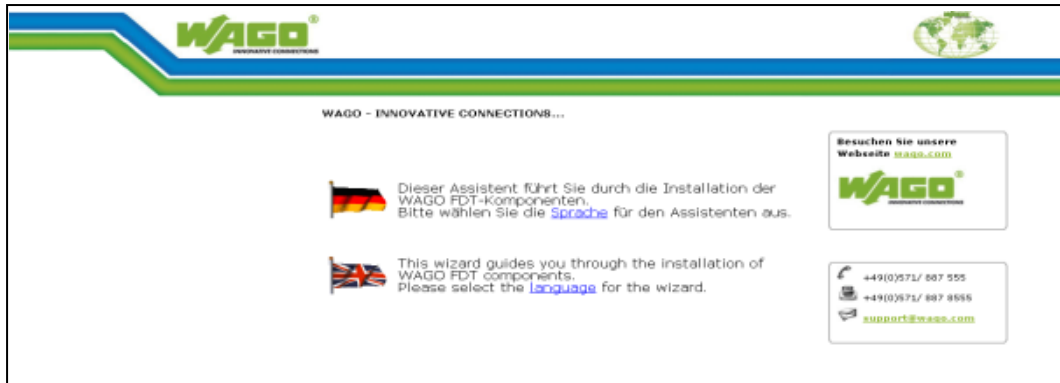 WAGO®
INNOVATIVE CONNECTIONS
WAGO - INNOVATIVE CONNECTIONS...
Dieser Assistent führt Sie durch die Installation der
WAGO FDT-Komponenten.
Bitte wählen Sie die Sprache für den Assistenten aus.
This wizard guides you through the installation of
WAGO FDT components.
Please select the language for the wizard.
Besuchen Sie unsere
Webseite wago.com
WAGO®
INNOVATIVE CONNECTIONS
+49(0)571/ 887 555
+49(0)571/ 887 8555
support@wago.com